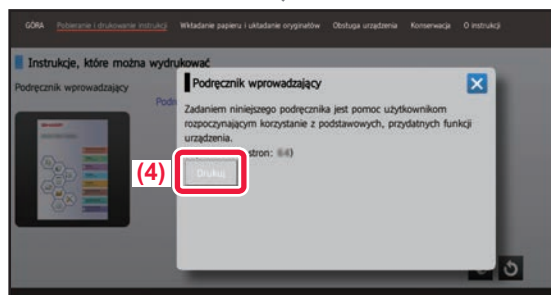 GÓRA Pobieranie i drukowanie instrukcji Wkładanie papieru i układanie oryginałów Obsługa urządzenia Konserwacja O instrukcji
Instrukcje, które można wydrukować
Podręcznik wprowadzający
Podręcznik wprowadzający
Zadaniem niniejszego podręcznika jest pomoc użytkownikom
rozpoczynającym korzystanie z podstawowych, przydatnych funkcji
urządzenia.
stron:
(4)
Drukuj